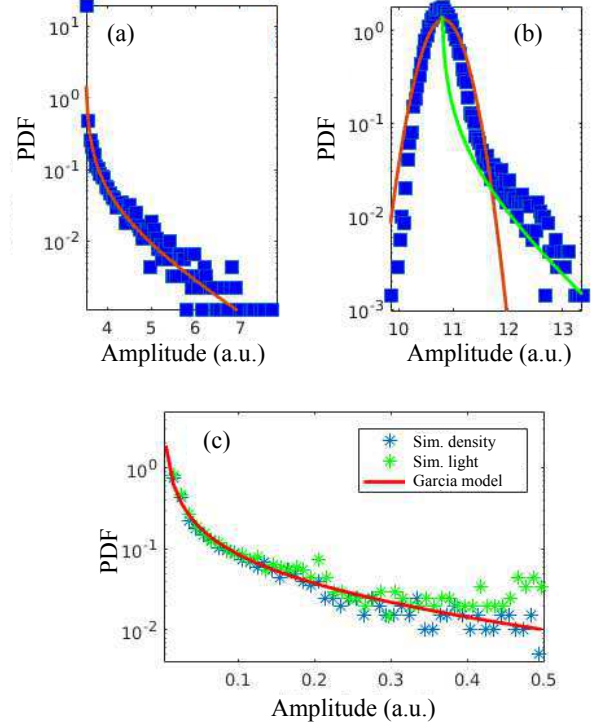 (a)
PDF
10^1
10^0
10^-1
10^-2
4 5 6 7
Amplitude (a.u.)
(b)
PDF
10^0
10^-1
10^-2
10^-3
10 11 12 13
Amplitude (a.u.)
(c)
Sim. density
Sim. light
Garcia model
PDF
10^0
10^-1
10^-2
0.1 0.2 0.3 0.4 0.5
Amplitude (a.u.)